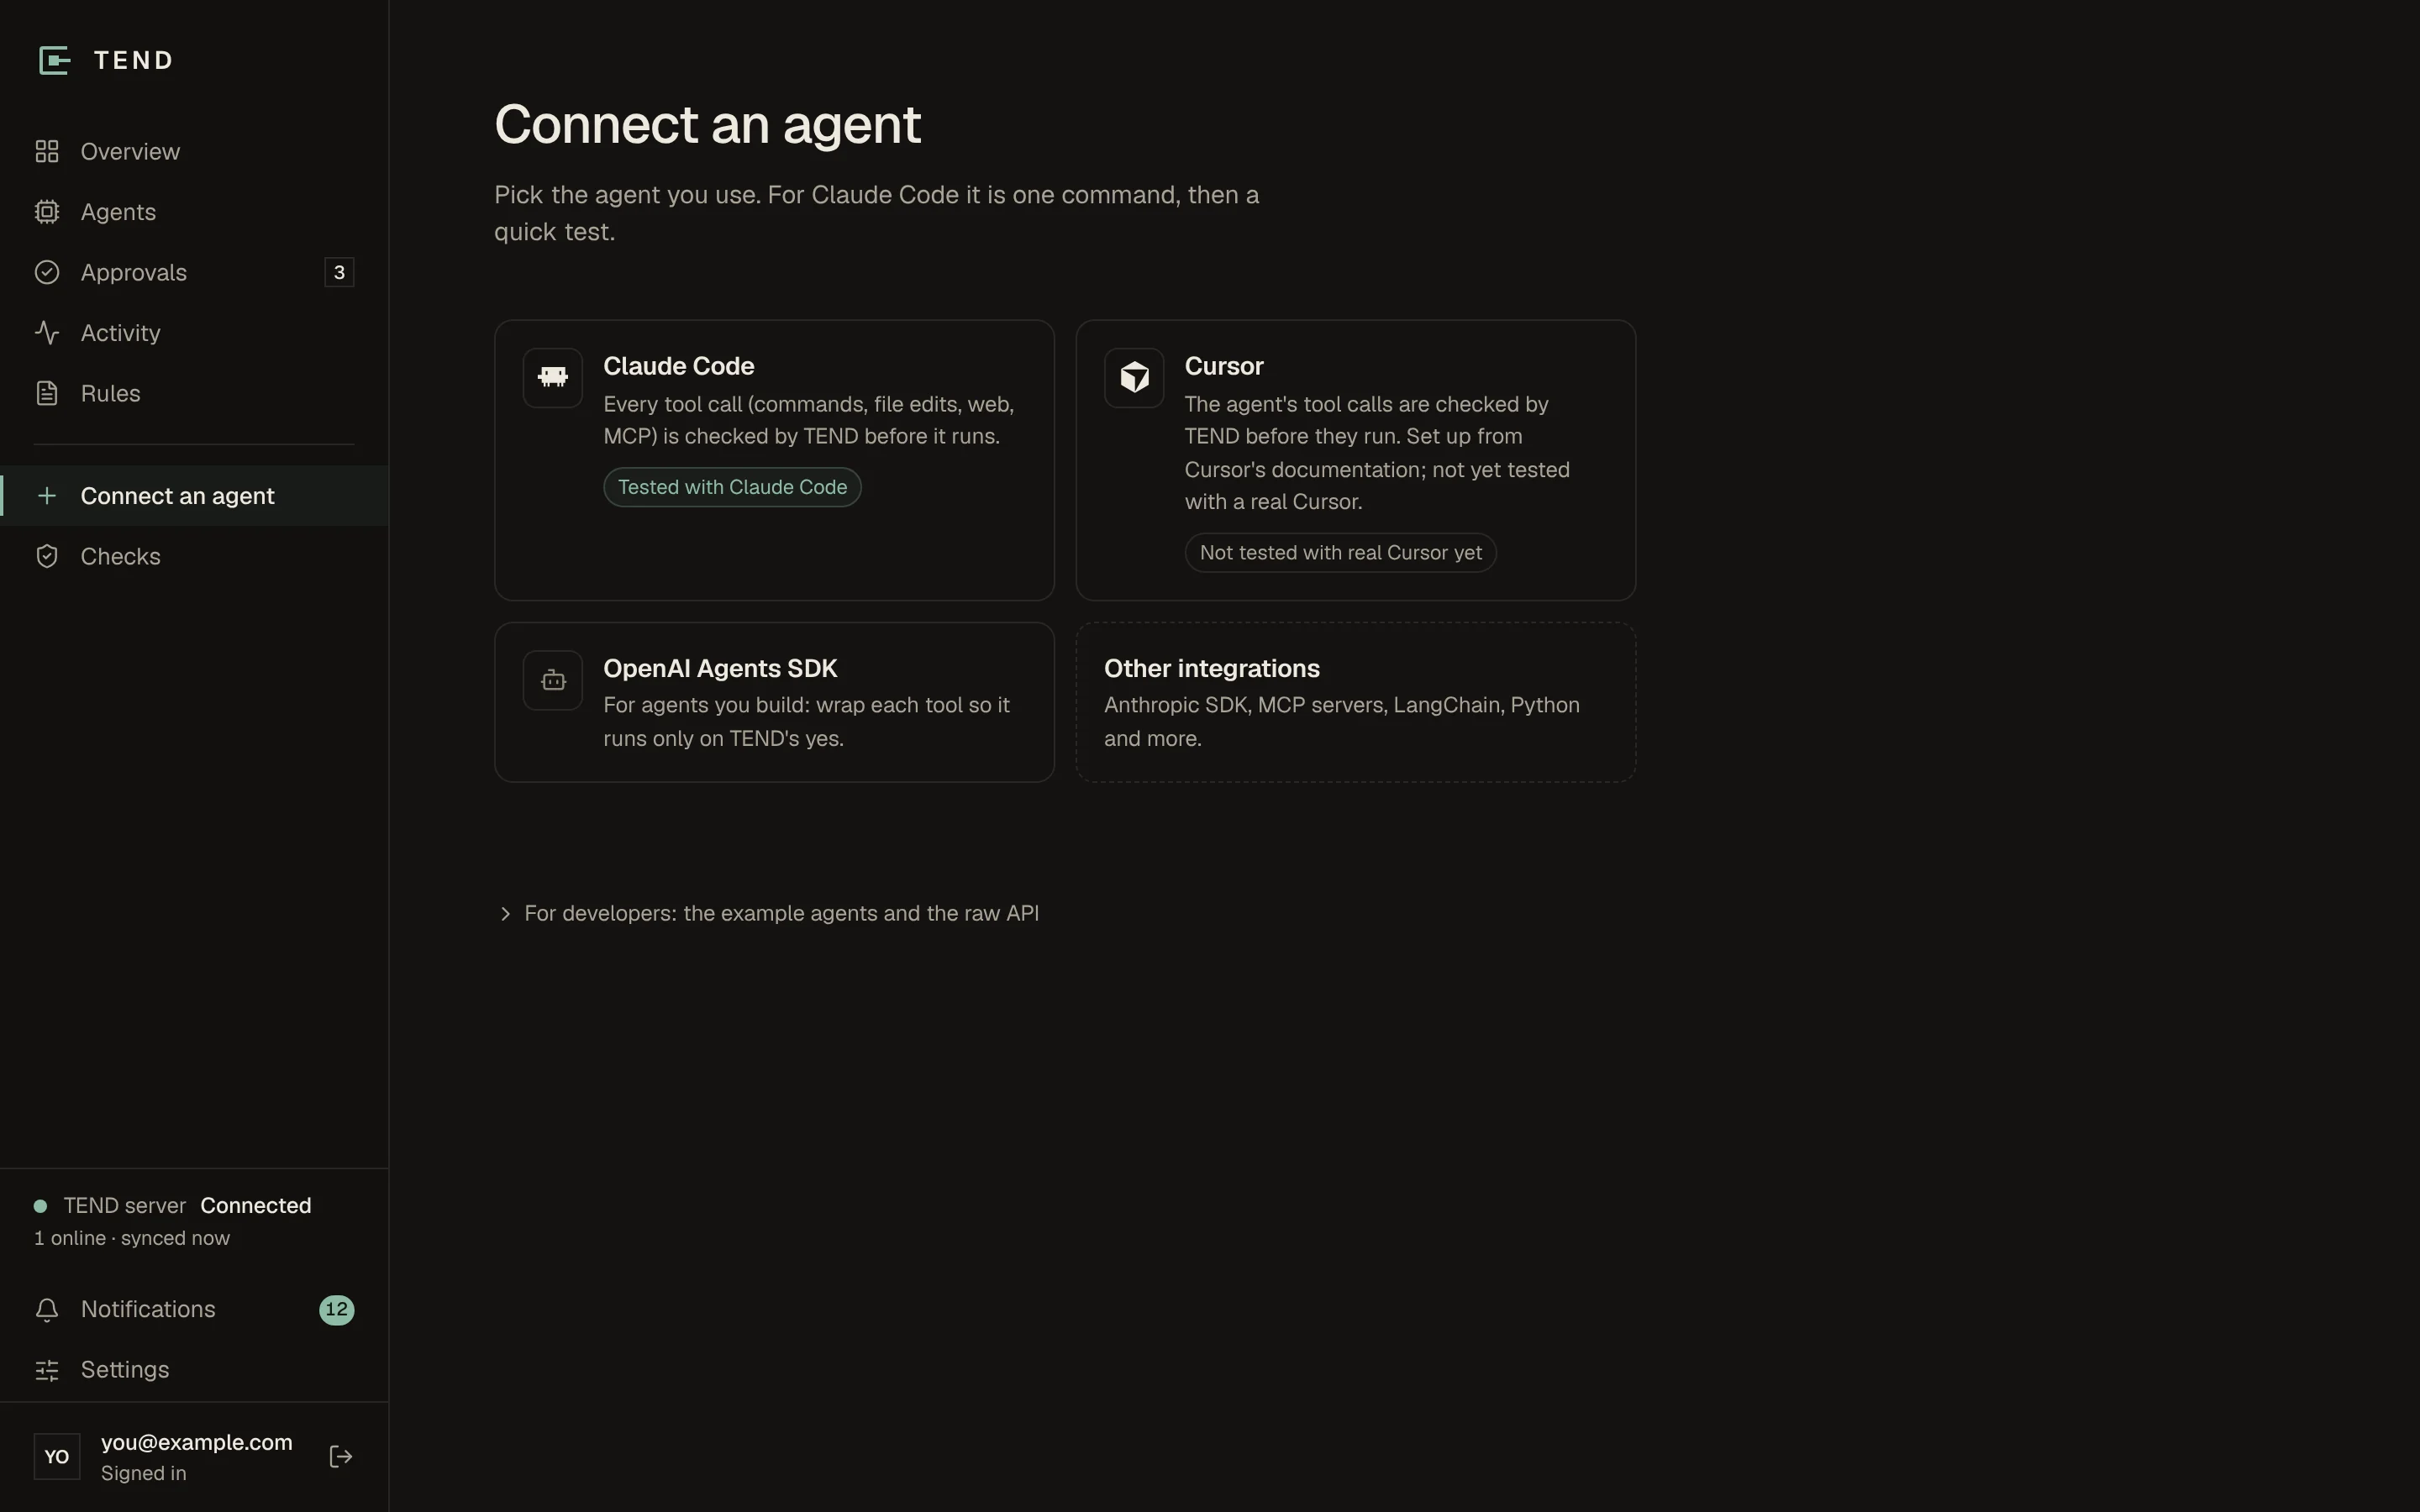 TEND
Overview
Agents
Approvals 3
Activity
Rules
Connect an agent
Checks
TEND server Connected
1 online · synced now
Notifications 12
Settings
YO
you@example.com
Signed in
Connect an agent
Pick the agent you use. For Claude Code it is one command, then a
quick test.
Claude Code
Every tool call (commands, file edits, web,
MCP) is checked by TEND before it runs.
Tested with Claude Code
Cursor
The agent's tool calls are checked by
TEND before they run. Set up from
Cursor's documentation; not yet tested
with a real Cursor.
Not tested with real Cursor yet
OpenAI Agents SDK
For agents you build: wrap each tool so it
runs only on TEND's yes.
Other integrations
Anthropic SDK, MCP servers, LangChain, Python
and more.
For developers: the example agents and the raw API